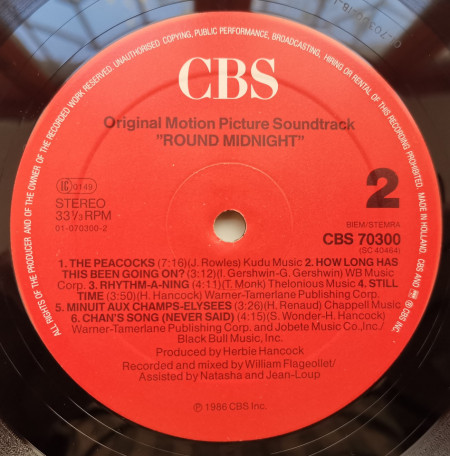 ALL RIGHTS OF THE PRODUCER AND OF THE OWNER OF THE RECORDED WORK RESERVED. UNAUTHORISED COPYING, PUBLIC PERFORMANCE, BROADCASTING, HIRING OR RENTAL OF THIS RECORDING PROHIBITED. MADE IN HOLLAND.
CBS
Original Motion Picture Soundtrack
"ROUND MIDNIGHT"
LC 0149
STEREO
33⅓ RPM
01-070300-2
2
BIEM/STEMRA
CBS 70300
(SC 40464)
1. THE PEACOCKS (7:16)(J. Rowles) Kudu Music 2. HOW LONG HAS
THIS BEEN GOING ON? (3:12)(I. Gershwin-G. Gershwin) WB Music
Corp. 3. RHYTHM-A-NING (4:11)(T. Monk) Thelonious Music 4. STILL
TIME (3:50)(H. Hancock) Warner-Tamerlane Publishing Corp.
5. MINUIT AUX CHAMPS-ELYSEES (3:26)(H. Renaud) Chappell Music
6. CHAN'S SONG (NEVER SAID) (4:15)(S. Wonder-H. Hancock)
Warner-Tamerlane Publishing Corp. and Jobete Music Co., Inc./
Black Bull Music, Inc.
Produced by Herbie Hancock
Recorded and mixed by William Flageollet/
Assisted by Natasha and Jean-Loup
℗ 1986 CBS Inc.